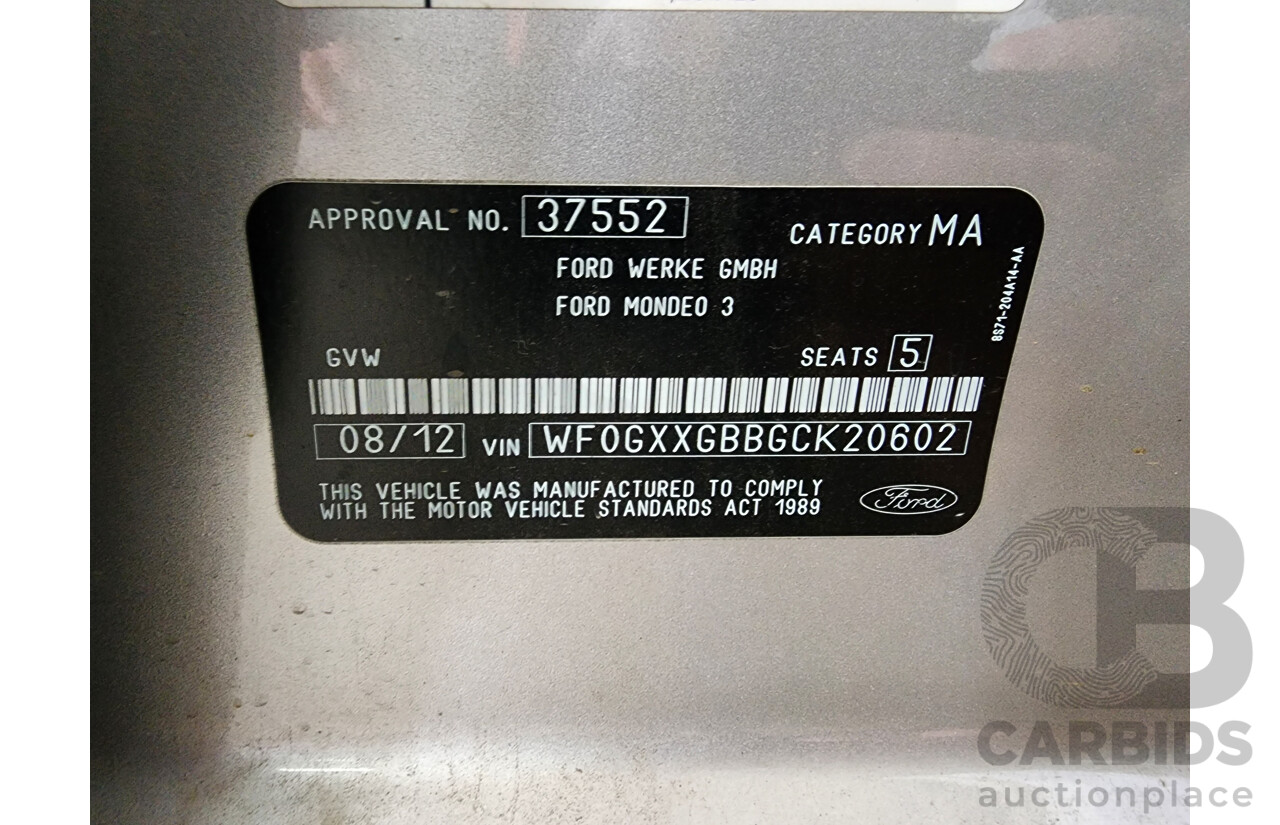 APPROVAL NO. 37552
CATEGORY MA
FORD WERKE GMBH
FORD MONDEO 3
8S71-204A14-AA
GVW
SEATS 5
08/12 VIN WF0GXXGBBGCK20602
THIS VEHICLE WAS MANUFACTURED TO COMPLY
WITH THE MOTOR VEHICLE STANDARDS ACT 1989
Ford
CB
CARBIDS
auctionplace